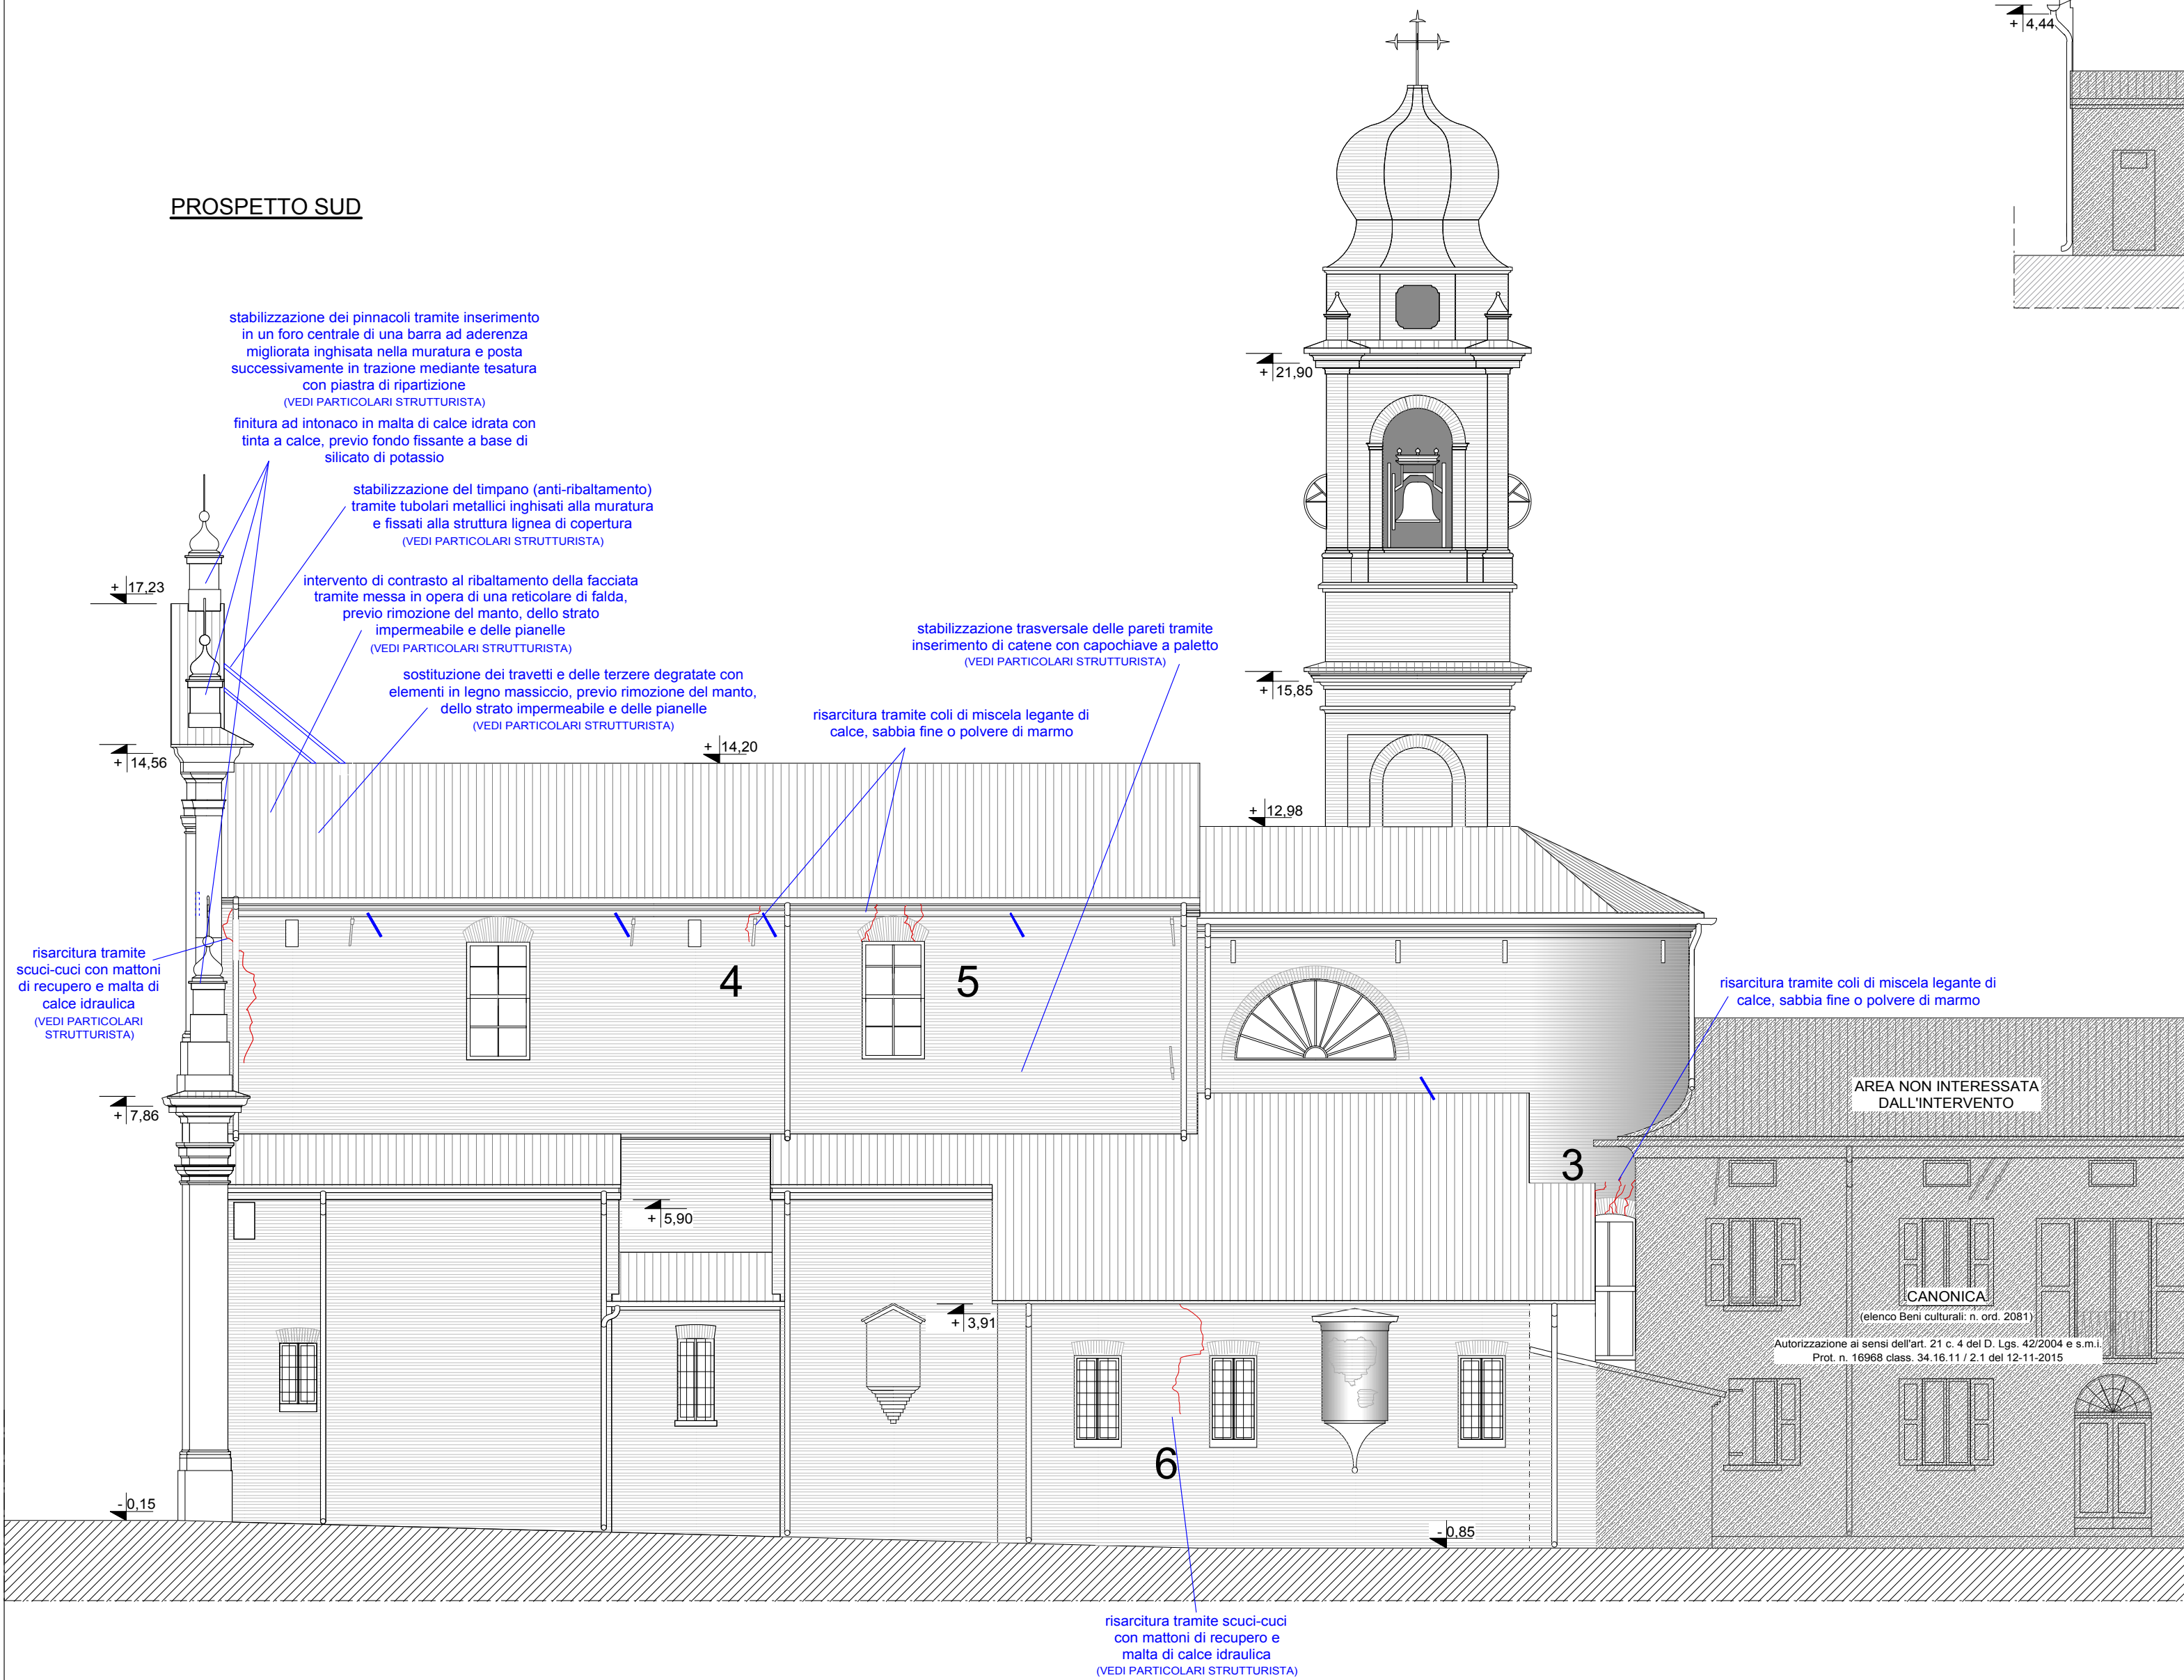 + 4,44
PROSPETTO SUD
stabilizzazione dei pinnacoli tramite inserimento
in un foro centrale di una barra ad aderenza
migliorata inghisata nella muratura e posta
successivamente in trazione mediante tesatura
con piastra di ripartizione
(VEDI PARTICOLARI STRUTTURISTA)
finitura ad intonaco in malta di calce idrata con
tinta a calce, previo fondo fissante a base di
silicato di potassio
stabilizzazione del timpano (anti-ribaltamento)
tramite tubolari metallici inghisati alla muratura
e fissati alla struttura lignea di copertura
(VEDI PARTICOLARI STRUTTURISTA)
intervento di contrasto al ribaltamento della facciata
tramite messa in opera di una reticolare di falda,
previo rimozione del manto, dello strato
impermeabile e delle pianelle
(VEDI PARTICOLARI STRUTTURISTA)
sostituzione dei travetti e delle terzere degratate con
elementi in legno massiccio, previo rimozione del manto,
dello strato impermeabile e delle pianelle
(VEDI PARTICOLARI STRUTTURISTA)
stabilizzazione trasversale delle pareti tramite
inserimento di catene con capochiave a paletto
(VEDI PARTICOLARI STRUTTURISTA)
risarcitura tramite coli di miscela legante di
calce, sabbia fine o polvere di marmo
+ 21,90
+ 17,23
+ 15,85
+ 14,56
+ 14,20
+ 12,98
risarcitura tramite
scuci-cuci con mattoni
di recupero e malta di
calce idraulica
(VEDI PARTICOLARI
STRUTTURISTA)
4
5
risarcitura tramite coli di miscela legante di
calce, sabbia fine o polvere di marmo
+ 7,86
AREA NON INTERESSATA
DALL'INTERVENTO
3
+ 5,90
+ 3,91
CANONICA
(elenco Beni culturali: n. ord. 2081)
Autorizzazione ai sensi dell'art. 21 c. 4 del D. Lgs. 42/2004 e s.m.i.
Prot. n. 16968 class. 34.16.11 / 2.1 del 12-11-2015
6
- 0,15
- 0,85
risarcitura tramite scuci-cuci
con mattoni di recupero e
malta di calce idraulica
(VEDI PARTICOLARI STRUTTURISTA)